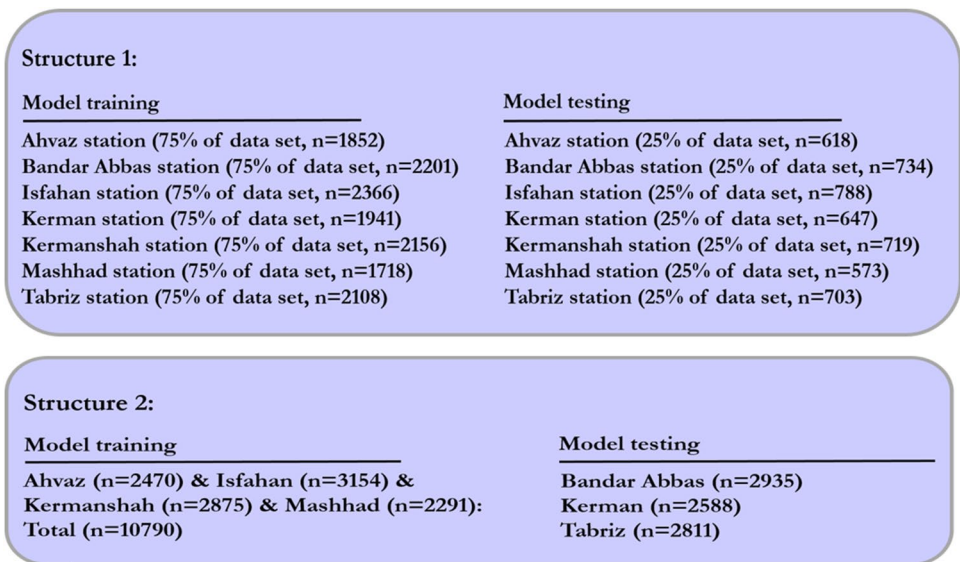 Structure 1:
Model training
Ahvaz station (75% of data set, n=1852)
Bandar Abbas station (75% of data set, n=2201)
Isfahan station (75% of data set, n=2366)
Kerman station (75% of data set, n=1941)
Kermanshah station (75% of data set, n=2156)
Mashhad station (75% of data set, n=1718)
Tabriz station (75% of data set, n=2108)
Model testing
Ahvaz station (25% of data set, n=618)
Bandar Abbas station (25% of data set, n=734)
Isfahan station (25% of data set, n=788)
Kerman station (25% of data set, n=647)
Kermanshah station (25% of data set, n=719)
Mashhad station (25% of data set, n=573)
Tabriz station (25% of data set, n=703)
Structure 2:
Model training
Ahvaz (n=2470) & Isfahan (n=3154) &
Kermanshah (n=2875) & Mashhad (n=2291):
Total (n=10790)
Model testing
Bandar Abbas (n=2935)
Kerman (n=2588)
Tabriz (n=2811)